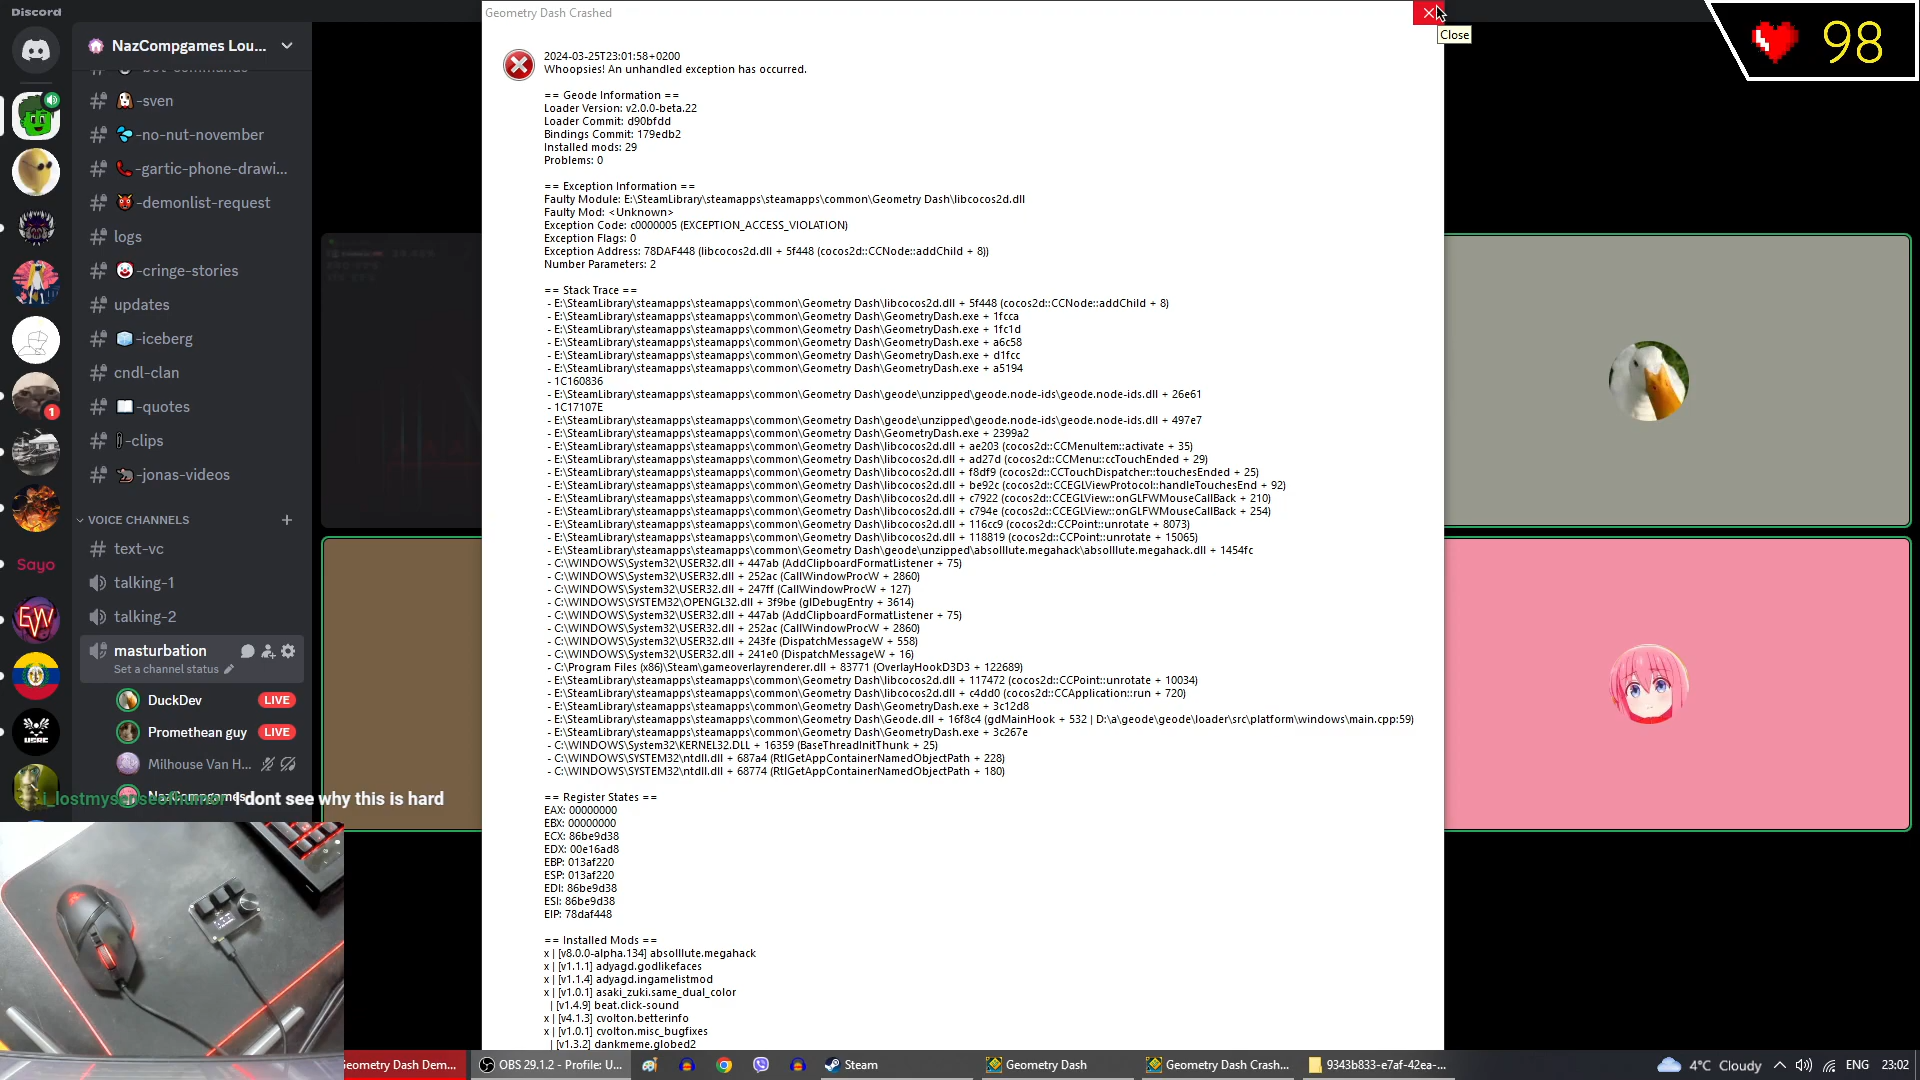 Discord
NazCompgames Lou...
-sven
-no-nut-november
-gartic-phone-drawi...
-demonlist-request
logs
-cringe-stories
updates
-iceberg
cndl-clan
-quotes
-clips
-jonas-videos
VOICE CHANNELS
text-vc
talking-1
talking-2
masturbation
Set a channel status
DuckDev LIVE
Promethean guy LIVE
Milhouse Van H...
NazCompgames
i_lostmysenseofhumor I dont see why this is hard
1
Sayo
EW
Geometry Dash Crashed
Close
98
2024-03-25T23:01:58+0200
Whoopsies! An unhandled exception has occurred.
== Geode Information ==
Loader Version: v2.0.0-beta.22
Loader Commit: d90bfdd
Bindings Commit: 179edb2
Installed mods: 29
Problems: 0
== Exception Information ==
Faulty Module: E:\SteamLibrary\steamapps\steamapps\common\Geometry Dash\libcocos2d.dll
Faulty Mod: <Unknown>
Exception Code: c0000005 (EXCEPTION_ACCESS_VIOLATION)
Exception Flags: 0
Exception Address: 78DAF448 (libcocos2d.dll + 5f448 (cocos2d::CCNode::addChild + 8))
Number Parameters: 2
== Stack Trace ==
- E:\SteamLibrary\steamapps\steamapps\common\Geometry Dash\libcocos2d.dll + 5f448 (cocos2d::CCNode::addChild + 8)
- E:\SteamLibrary\steamapps\steamapps\common\Geometry Dash\GeometryDash.exe + 1fcca
- E:\SteamLibrary\steamapps\steamapps\common\Geometry Dash\GeometryDash.exe + 1fc1d
- E:\SteamLibrary\steamapps\steamapps\common\Geometry Dash\GeometryDash.exe + a6c58
- E:\SteamLibrary\steamapps\steamapps\common\Geometry Dash\GeometryDash.exe + d1fcc
- E:\SteamLibrary\steamapps\steamapps\common\Geometry Dash\GeometryDash.exe + a5194
- 1C160836
- E:\SteamLibrary\steamapps\steamapps\common\Geometry Dash\geode\unzipped\geode.node-ids\geode.node-ids.dll + 26e61
- 1C17107E
- E:\SteamLibrary\steamapps\steamapps\common\Geometry Dash\geode\unzipped\geode.node-ids\geode.node-ids.dll + 497e7
- E:\SteamLibrary\steamapps\steamapps\common\Geometry Dash\GeometryDash.exe + 2399a2
- E:\SteamLibrary\steamapps\steamapps\common\Geometry Dash\libcocos2d.dll + ae203 (cocos2d::CCMenuItem::activate + 35)
- E:\SteamLibrary\steamapps\steamapps\common\Geometry Dash\libcocos2d.dll + ad27d (cocos2d::CCMenu::ccTouchEnded + 29)
- E:\SteamLibrary\steamapps\steamapps\common\Geometry Dash\libcocos2d.dll + f8df9 (cocos2d::CCTouchDispatcher::touchesEnded + 25)
- E:\SteamLibrary\steamapps\steamapps\common\Geometry Dash\libcocos2d.dll + be92c (cocos2d::CCEGLViewProtocol::handleTouchesEnd + 92)
- E:\SteamLibrary\steamapps\steamapps\common\Geometry Dash\libcocos2d.dll + c7922 (cocos2d::CCEGLView::onGLFWMouseCallBack + 210)
- E:\SteamLibrary\steamapps\steamapps\common\Geometry Dash\libcocos2d.dll + c794e (cocos2d::CCEGLView::onGLFWMouseCallBack + 254)
- E:\SteamLibrary\steamapps\steamapps\common\Geometry Dash\libcocos2d.dll + 116cc9 (cocos2d::CCPoint::unrotate + 8073)
- E:\SteamLibrary\steamapps\steamapps\common\Geometry Dash\libcocos2d.dll + 118819 (cocos2d::CCPoint::unrotate + 15065)
- E:\SteamLibrary\steamapps\steamapps\common\Geometry Dash\geode\unzipped\absolllute.megahack\absolllute.megahack.dll + 1454fc
- C:\WINDOWS\System32\USER32.dll + 447ab (AddClipboardFormatListener + 75)
- C:\WINDOWS\System32\USER32.dll + 252ac (CallWindowProcW + 2860)
- C:\WINDOWS\System32\USER32.dll + 247ff (CallWindowProcW + 127)
- C:\WINDOWS\SYSTEM32\OPENGL32.dll + 3f9be (glDebugEntry + 3614)
- C:\WINDOWS\System32\USER32.dll + 447ab (AddClipboardFormatListener + 75)
- C:\WINDOWS\System32\USER32.dll + 252ac (CallWindowProcW + 2860)
- C:\WINDOWS\System32\USER32.dll + 243fe (DispatchMessageW + 558)
- C:\WINDOWS\System32\USER32.dll + 241e0 (DispatchMessageW + 16)
- C:\Program Files (x86)\Steam\gameoverlayrenderer.dll + 83771 (OverlayHookD3D3 + 122689)
- E:\SteamLibrary\steamapps\steamapps\common\Geometry Dash\libcocos2d.dll + 117472 (cocos2d::CCPoint::unrotate + 10034)
- E:\SteamLibrary\steamapps\steamapps\common\Geometry Dash\libcocos2d.dll + c4dd0 (cocos2d::CCApplication::run + 720)
- E:\SteamLibrary\steamapps\steamapps\common\Geometry Dash\GeometryDash.exe + 3c12d8
- E:\SteamLibrary\steamapps\steamapps\common\Geometry Dash\Geode.dll + 16f8c4 (gdMainHook + 532 | D:\a\geode\geode\loader\src\platform\windows\main.cpp:59)
- E:\SteamLibrary\steamapps\steamapps\common\Geometry Dash\GeometryDash.exe + 3c267e
- C:\WINDOWS\System32\KERNEL32.DLL + 16359 (BaseThreadInitThunk + 25)
- C:\WINDOWS\SYSTEM32\ntdll.dll + 687a4 (RtlGetAppContainerNamedObjectPath + 228)
- C:\WINDOWS\SYSTEM32\ntdll.dll + 68774 (RtlGetAppContainerNamedObjectPath + 180)
== Register States ==
EAX: 00000000
EBX: 00000000
ECX: 86be9d38
EDX: 00e16ad8
EBP: 013af220
ESP: 013af220
EDI: 86be9d38
ESI: 86be9d38
EIP: 78daf448
== Installed Mods ==
x | [v8.0.0-alpha.134] absolllute.megahack
x | [v1.1.1] adyagd.godlikefaces
x | [v1.1.4] adyagd.ingamelistmod
x | [v1.0.1] asaki_zuki.same_dual_color
| [v1.4.9] beat.click-sound
x | [v4.1.3] cvolton.betterinfo
x | [v1.0.1] cvolton.misc_bugfixes
| [v1.3.2] dankmeme.globed2
Geometry Dash Dem...
OBS 29.1.2 - Profile: U...
Steam
Geometry Dash
Geometry Dash Crash...
9343b833-e7af-42ea-...
4°C Cloudy
ENG
23:02